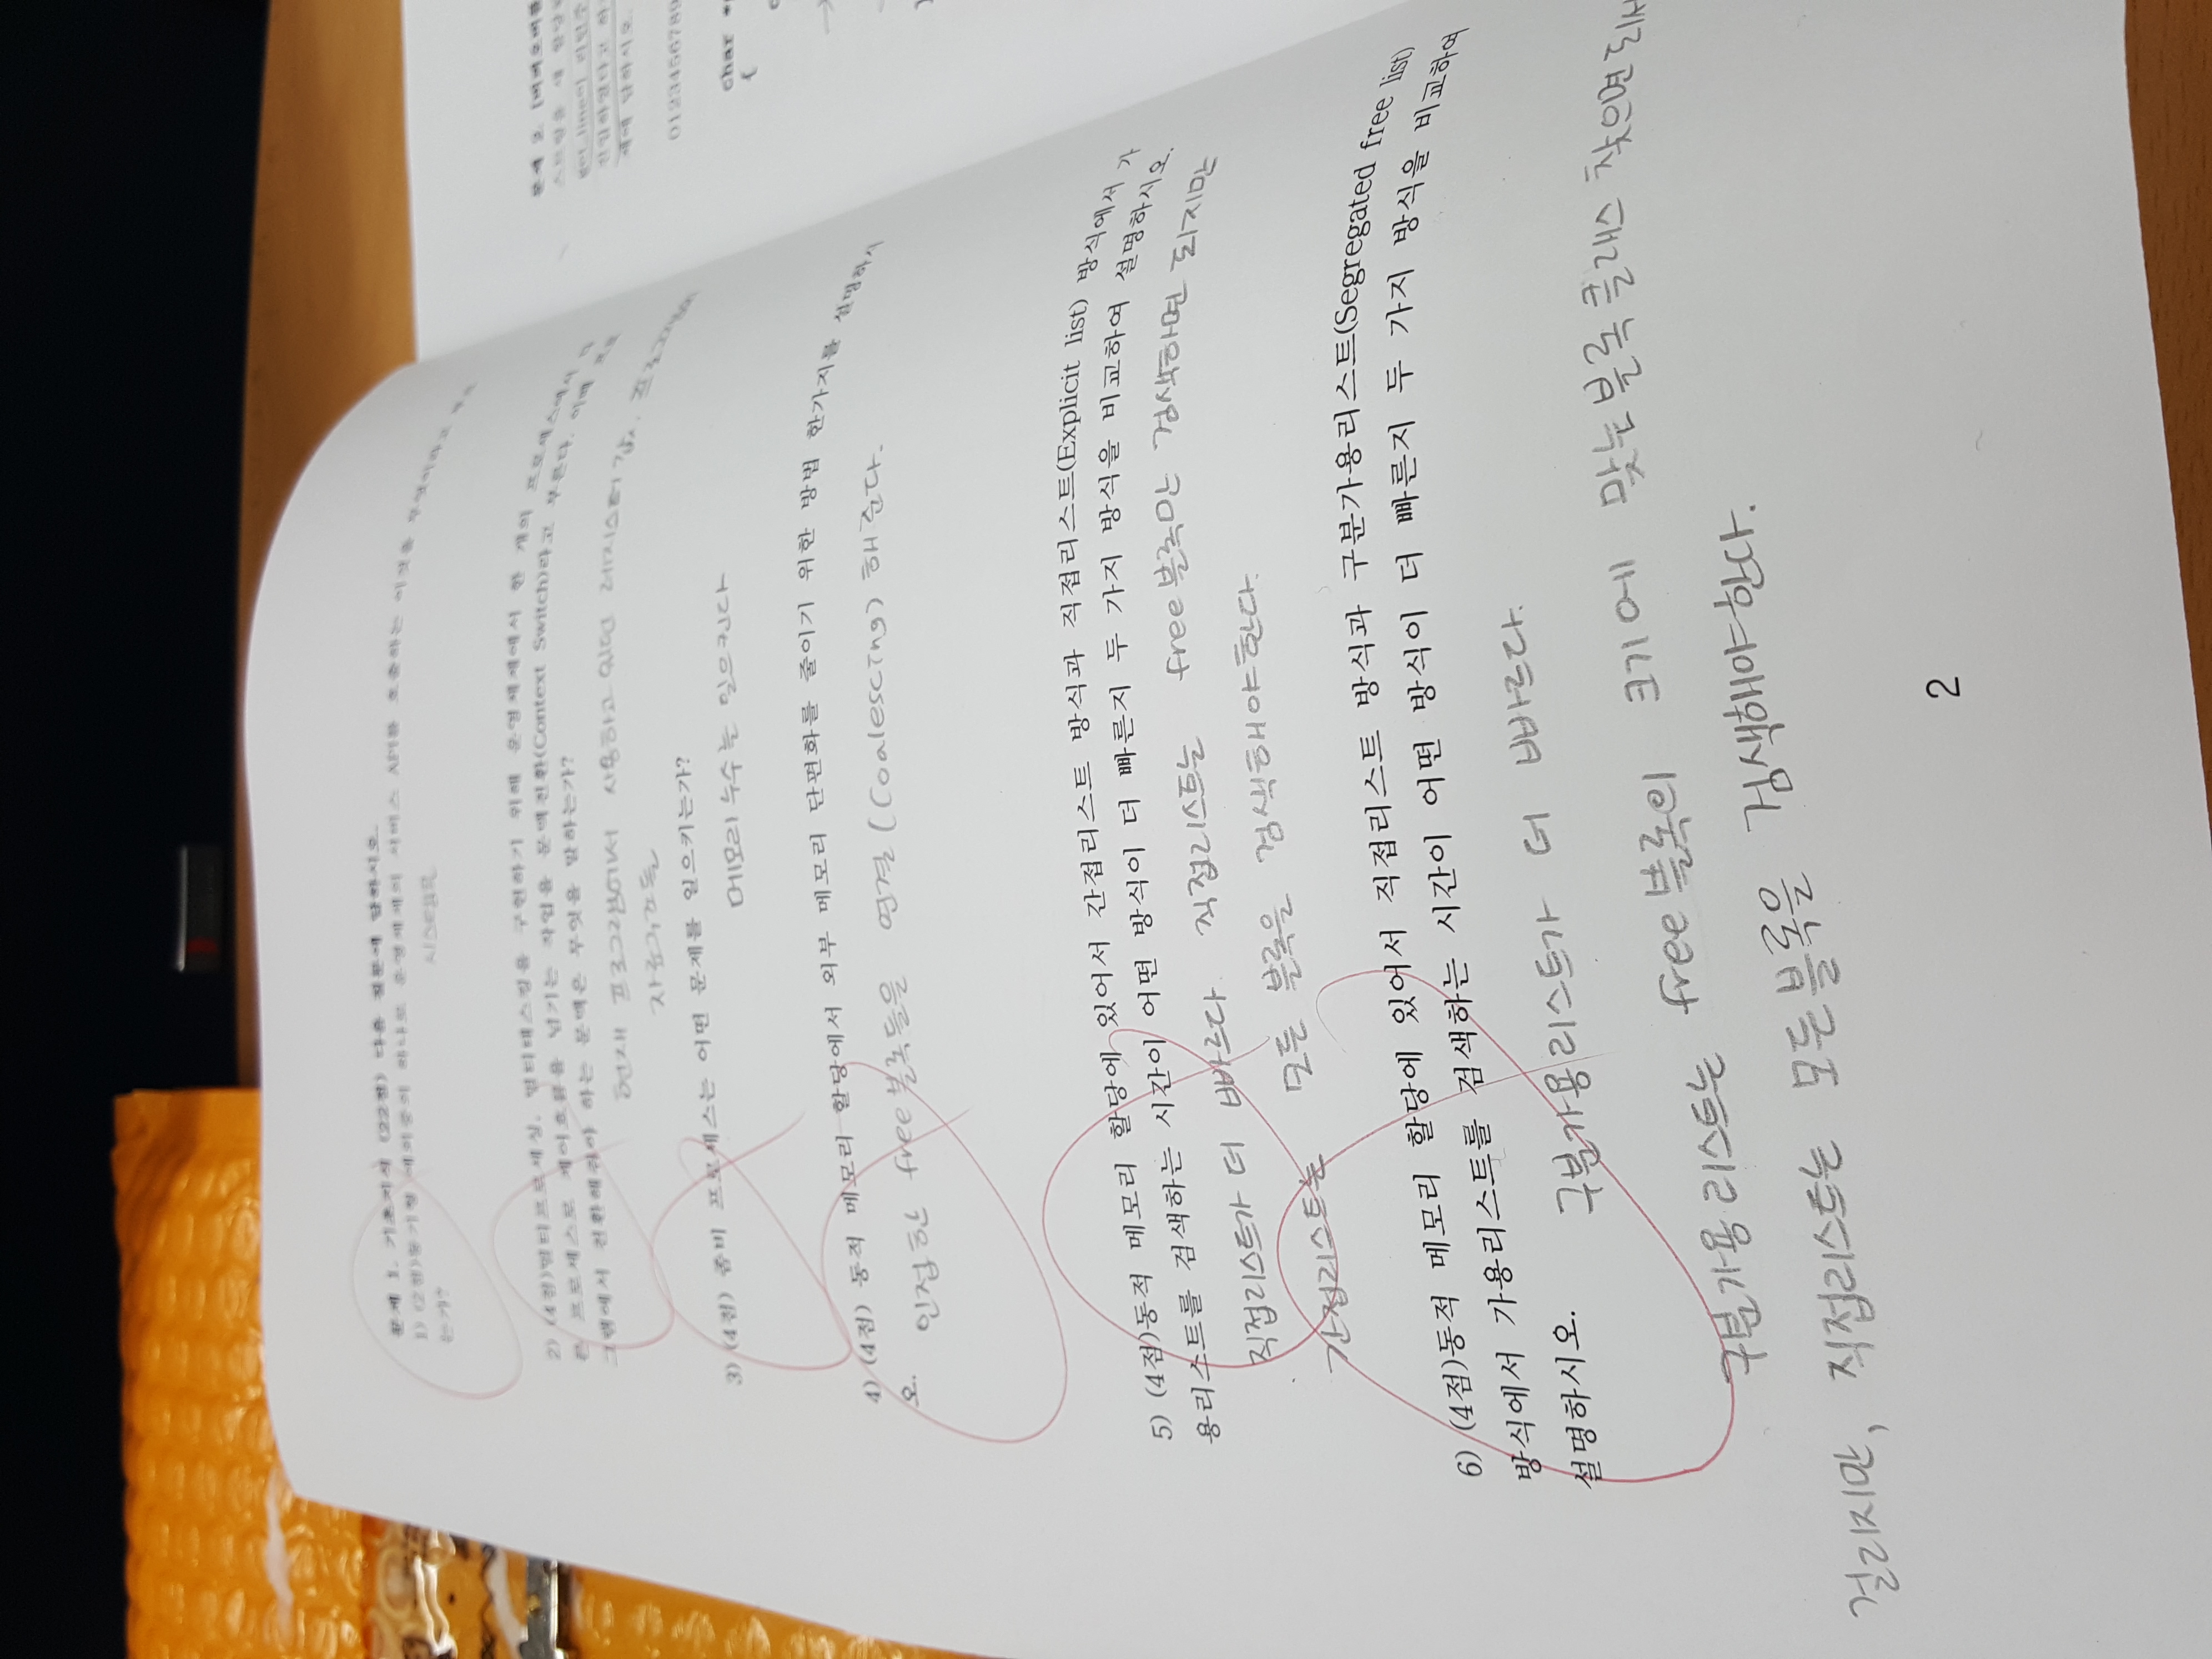 문제 1. 기초지식 (22점) 다음 질문에 답하시오.
1) (2점)동기형 예외중의 하나로 운영체제의 서비스 API를 호출하는 이것을 무엇이라고 부르
는가?
시스템콜
2) (4점)멀티프로세싱, 멀티태스킹을 구현하기 위해 운영체제에서 한 개의 프로세스에서 다
른 프로세스로 제어흐름을 넘기는 작업을 문맥전환(Context Switch)라고 부른다. 이때 프로
그램에서 전환해줘야 하는 문맥은 무엇을 말하는가?
현재 프로그램에서 사용하고 있던 레지스터 값,
자료구조들
3) (4점) 좀비 프로세스는 어떤 문제를 일으키는가?
메모리 누수를 일으킨다
4) (4점) 동적 메모리 할당에서 외부 메모리 단편화를 줄이기 위한 방법 한가지를 설명하시
오.
인접한 free블록들을 연결(Coalescing) 해준다.
5) (4점)동적 메모리 할당에 있어서 간접리스트 방식과 직접리스트(Explicit list) 방식에서 가
용리스트를 검색하는 시간이 어떤 방식이 더 빠른지 두 가지 방식을 비교하여 설명하시오.
직접리스트가 더 빠르다. 직접리스트는 free블록만 검색하면 되지만
간접리스트는 모든 블록을 검색해야한다.
6) (4점)동적 메모리 할당에 있어서 직접리스트 방식과 구분가용리스트(Segregated free list)
방식에서 가용리스트를 검색하는 시간이 어떤 방식이 더 빠른지 두 가지 방식을 비교하여
설명하시오.
구분가용리스트가 더 빠르다.
구분가용리스트는 free블록의 크기에 맞는블록클래스 찾으면
걸리지만, 직접리스트는 모든블록을 검색해야한다.
2
문제 2.
스트링을 새
get_line이 리턴
진입하였다고
제에 답하시오.
0123456789
char
{